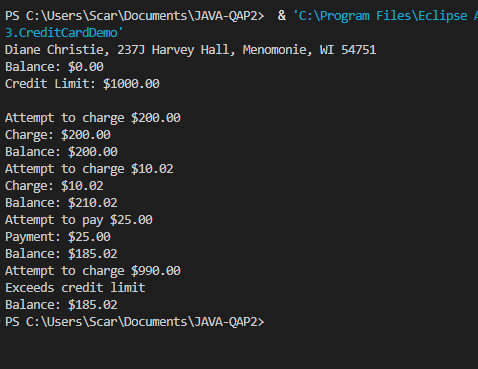 PS C:\Users\Scar\Documents\JAVA-QAP2>  & 'C:\Program Files\Eclipse A
3.CreditCardDemo'
Diane Christie, 237J Harvey Hall, Menomonie, WI 54751
Balance: $0.00
Credit Limit: $1000.00

Attempt to charge $200.00
Charge: $200.00
Balance: $200.00
Attempt to charge $10.02
Charge: $10.02
Balance: $210.02
Attempt to pay $25.00
Payment: $25.00
Balance: $185.02
Attempt to charge $990.00
Exceeds credit limit
Balance: $185.02
PS C:\Users\Scar\Documents\JAVA-QAP2>